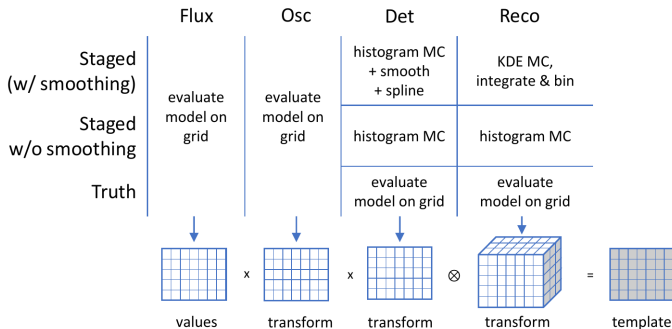 Flux Osc Det Reco
Staged
(w/ smoothing)
histogram MC
+ smooth
+ spline
KDE MC,
integrate & bin
evaluate
model on
grid
evaluate
model on
grid
Staged
w/o smoothing
histogram MC
histogram MC
Truth
evaluate
model on grid
evaluate
model on grid
x x ⊗ =
values transform transform transform template